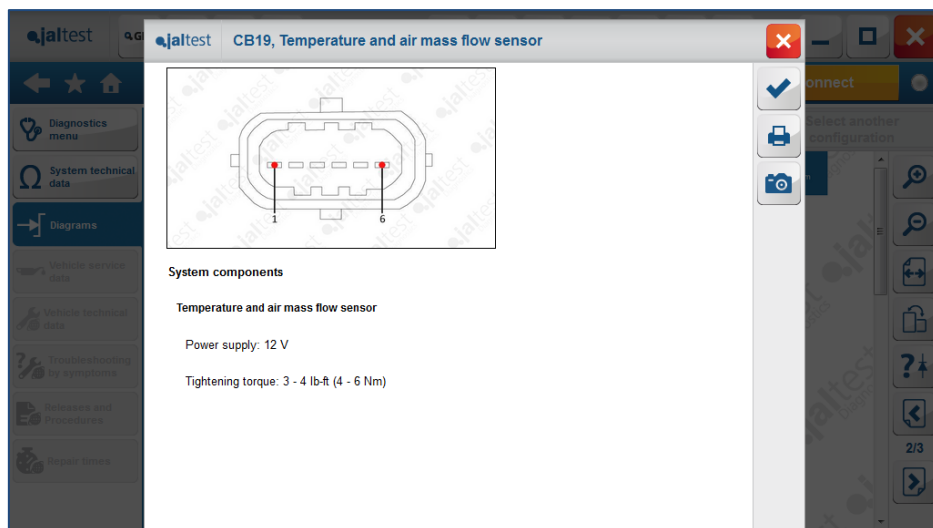 jaltest
GI
jaltest
CB19, Temperature and air mass flow sensor
onnect
Diagnostics
menu
System technical
data
Diagrams
Vehicle service
data
Vehicle technical
data
Troubleshooting
by symptoms
Releases and
Procedures
Repair times
1
6
System components
Temperature and air mass flow sensor
Power supply: 12 V
Tightening torque: 3 - 4 lb-ft (4 - 6 Nm)
Select another
configuration
2/3